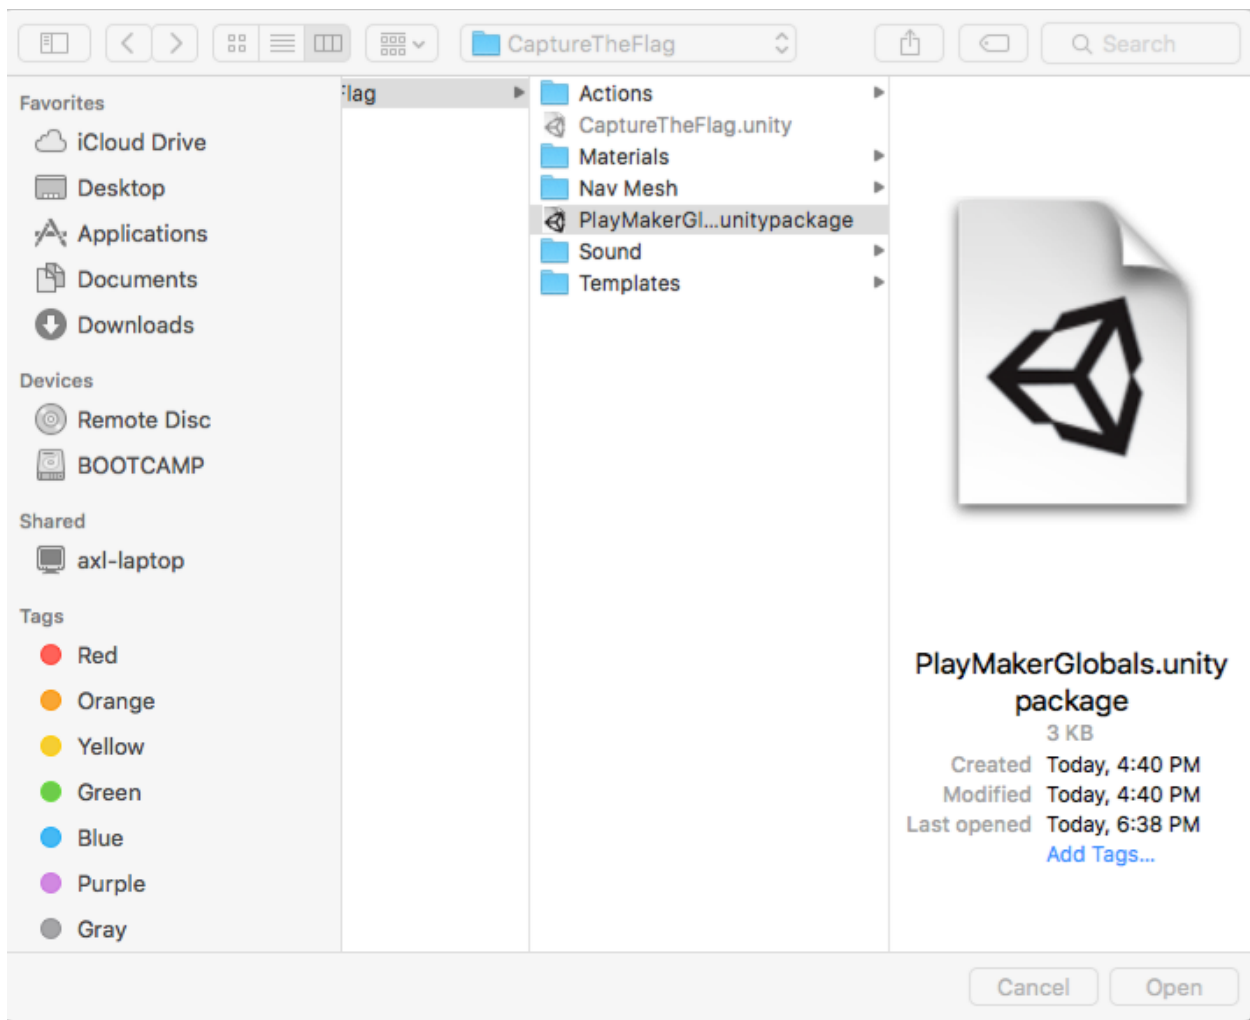 CaptureTheFlag
Search
Favorites
iCloud Drive
Desktop
Applications
Documents
Downloads
Devices
Remote Disc
BOOTCAMP
Shared
axl-laptop
Tags
Red
Orange
Yellow
Green
Blue
Purple
Gray
Flag
Actions
CaptureTheFlag.unity
Materials
Nav Mesh
PlayMakerGl...unitypackage
Sound
Templates
PlayMakerGlobals.unity
package
3 KB
Created Today, 4:40 PM
Modified Today, 4:40 PM
Last opened Today, 6:38 PM
Add Tags...
Cancel
Open